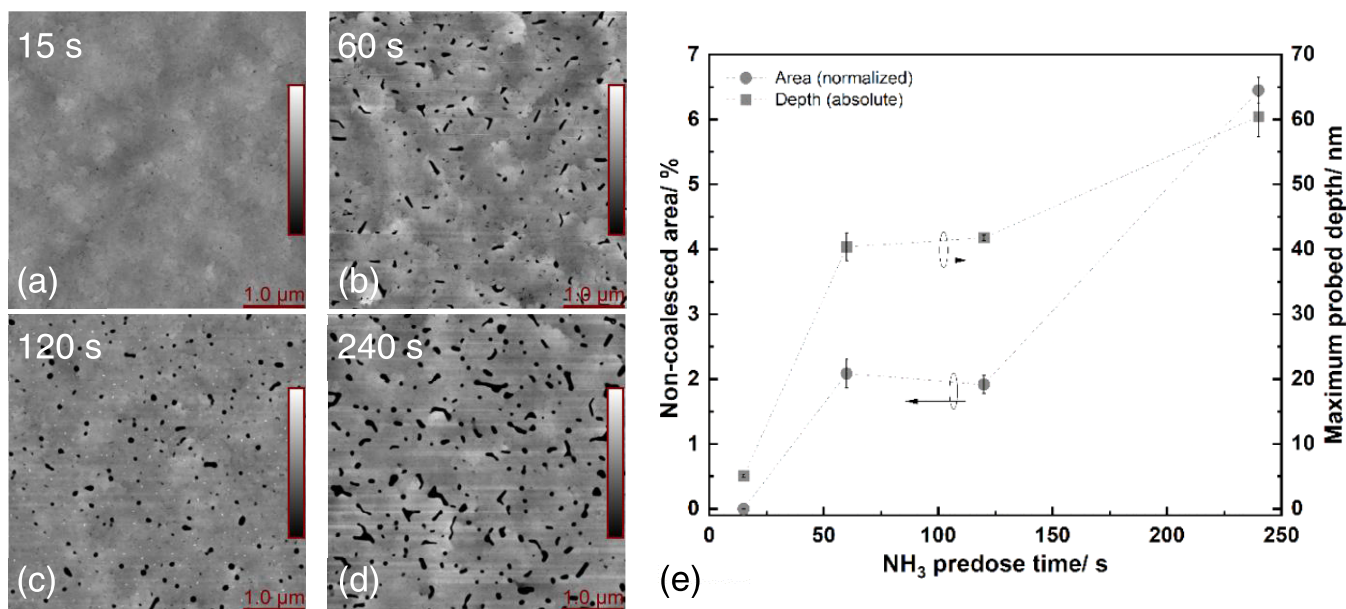 15 s
(a)
1.0 µm
60 s
(b)
1.0 µm
120 s
(c)
1.0 µm
240 s
(d)
1.0 µm
Non-coalesced area/ %
7
6
5
4
3
2
1
0
Area (normalized)
Depth (absolute)
70
60
50
40
30
20
10
0
Maximum probed depth/ nm
0 50 100 150 200 250
NH₃ predose time/ s
(e)